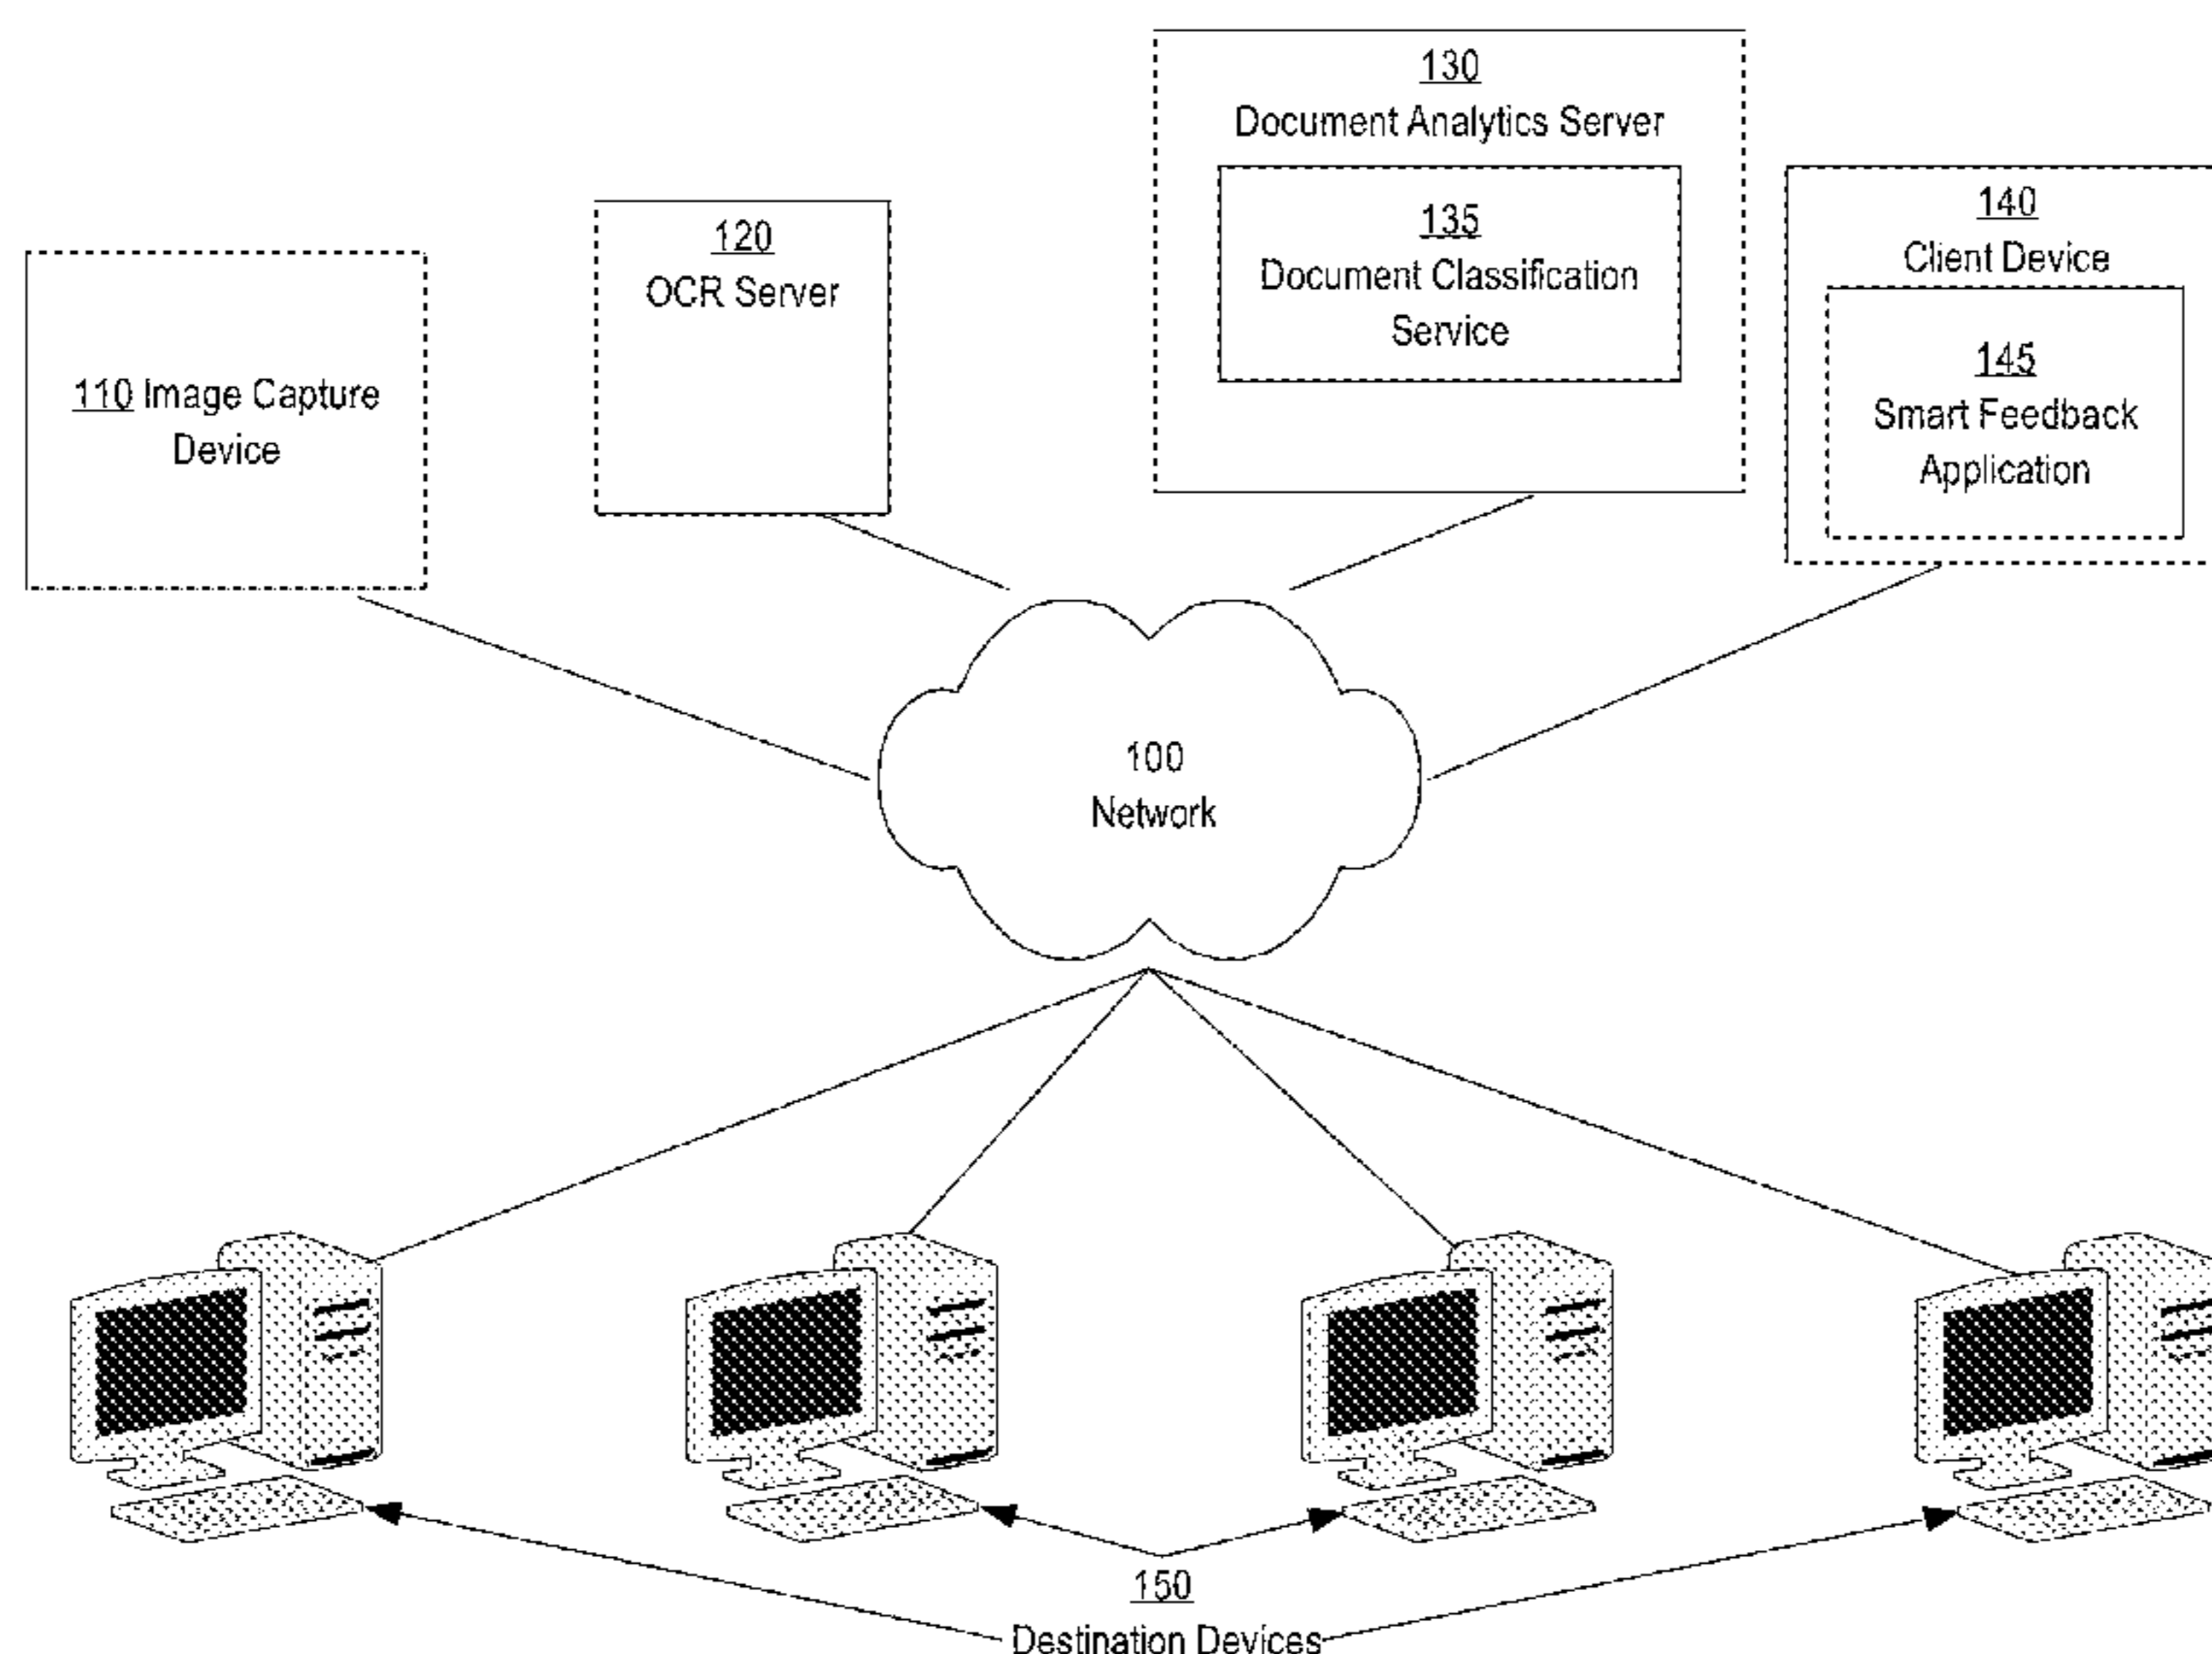 130
Document Analytics Server
135
Document Classification
Service
140
Client Device
145
Smart Feedback
Application
120
OCR Server
110 Image Capture
Device
100
Network
150
Destination Devices